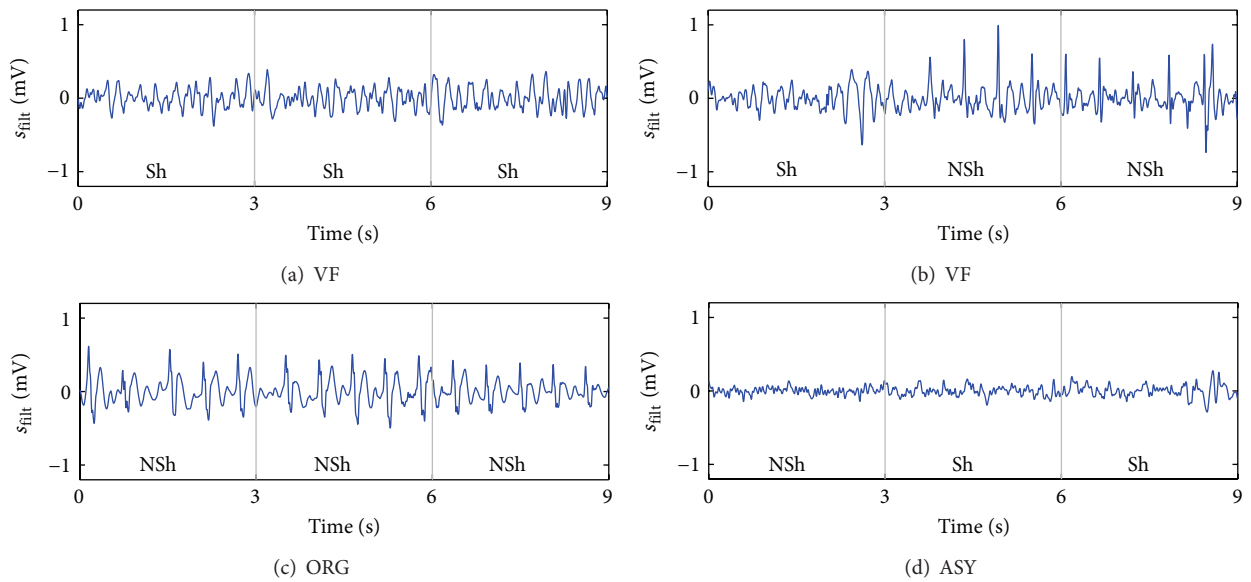 1
0
−1
s_filt (mV)
Sh Sh Sh
0 3 6 9
Time (s)
(a) VF
1
0
−1
s_filt (mV)
Sh NSh NSh
0 3 6 9
Time (s)
(b) VF
1
0
−1
s_filt (mV)
NSh NSh NSh
0 3 6 9
Time (s)
(c) ORG
1
0
−1
s_filt (mV)
NSh Sh Sh
0 3 6 9
Time (s)
(d) ASY